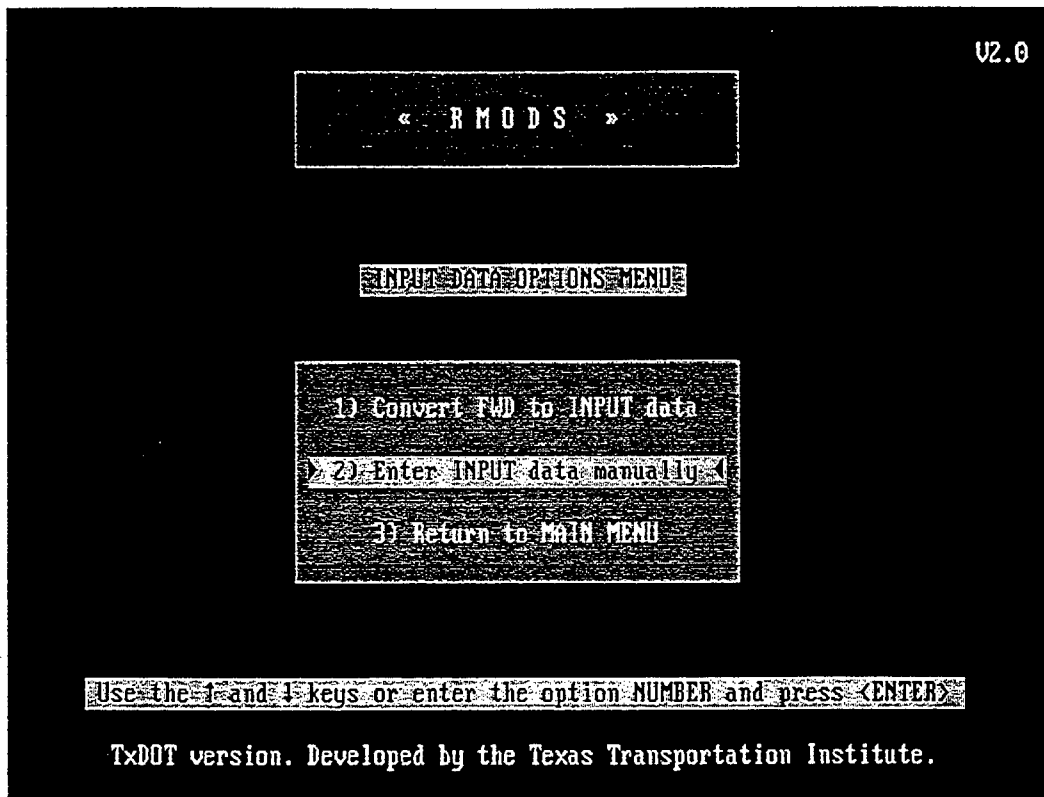 V2.0
« R M O D S »
INPUT DATA OPTIONS MENU
1) Convert FWD to INPUT data
2) Enter INPUT data manually
3) Return to MAIN MENU
Use the ↑ and ↓ keys or enter the option NUMBER and press <ENTER>
TxDOT version. Developed by the Texas Transportation Institute.